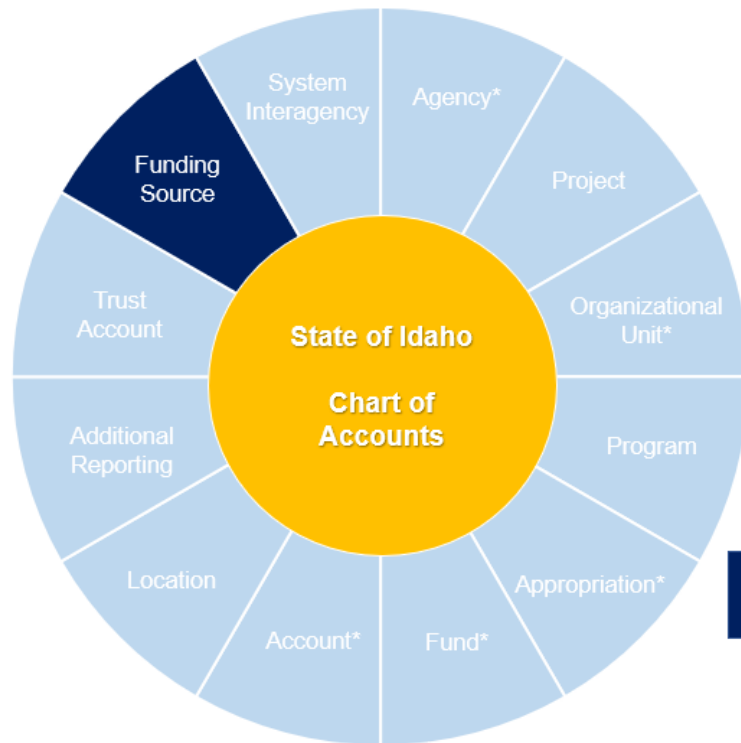 System
Interagency
Agency*
Project
Organizational
Unit*
Program
Appropriation*
Fund*
Account*
Location
Additional
Reporting
Trust
Account
Funding
Source
State of Idaho
Chart of
Accounts